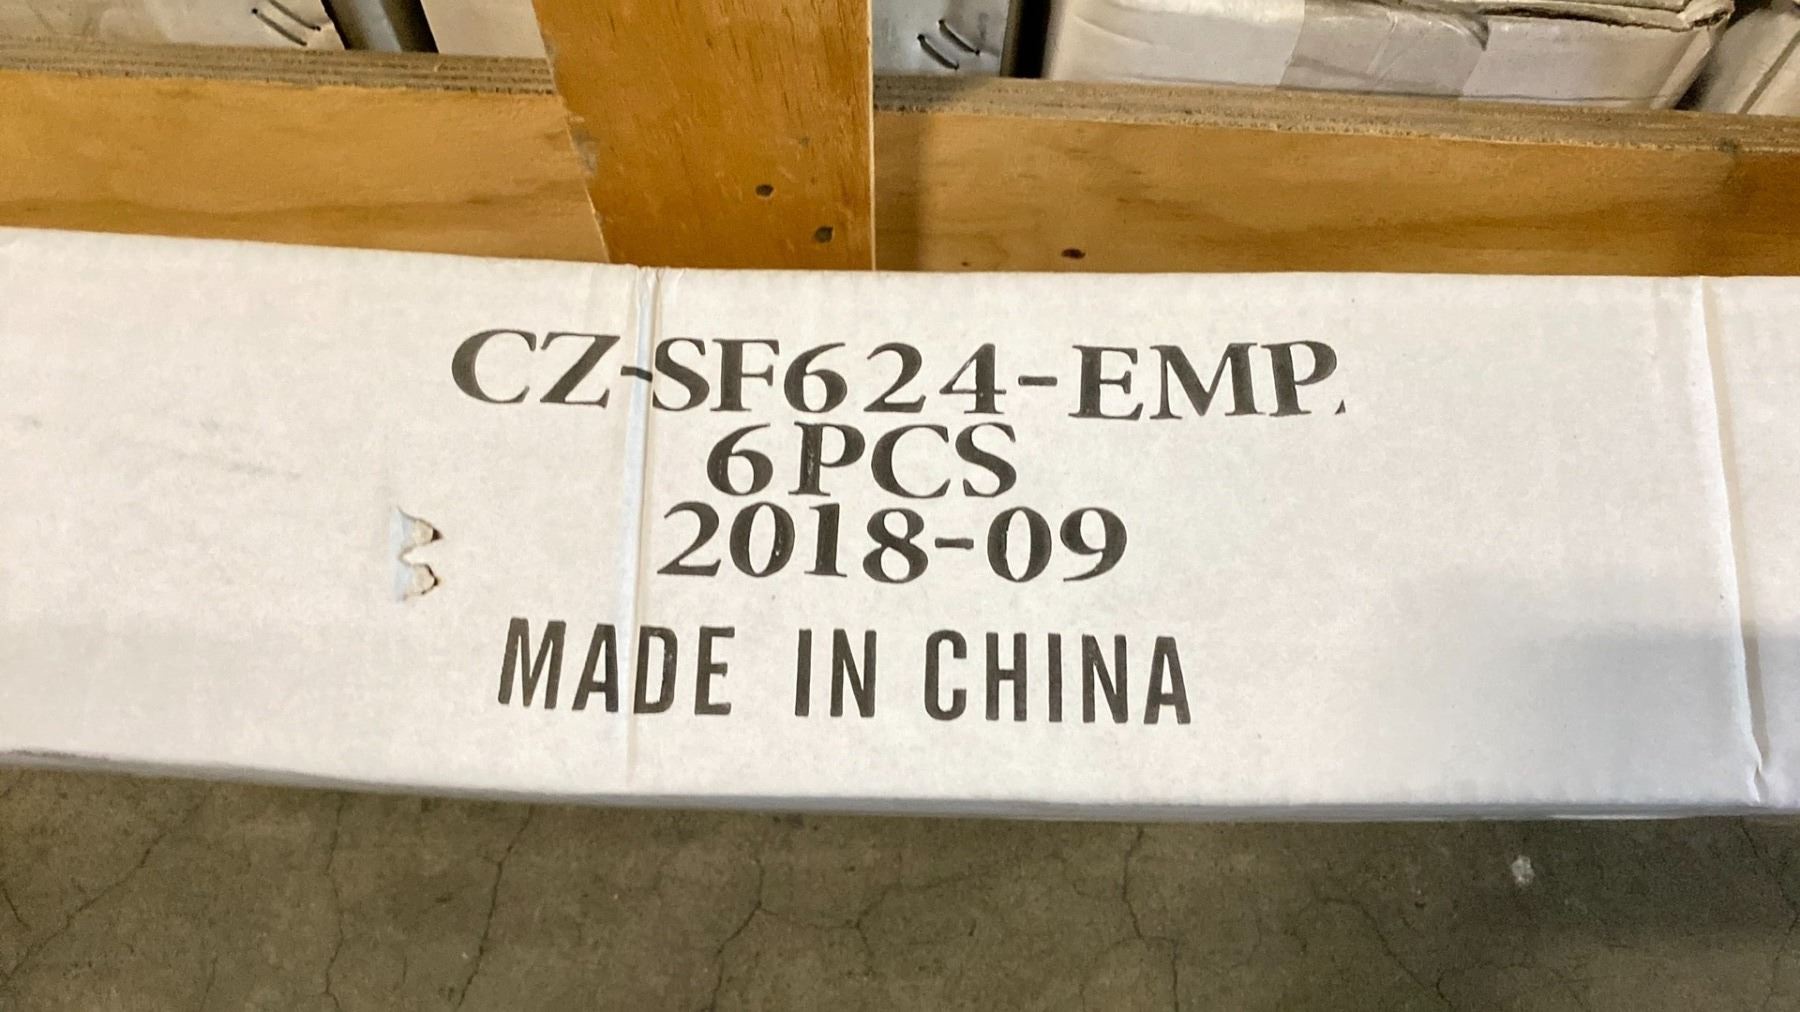 CZ-SF624-EMP.
6PCS
2018-09
MADE IN CHINA